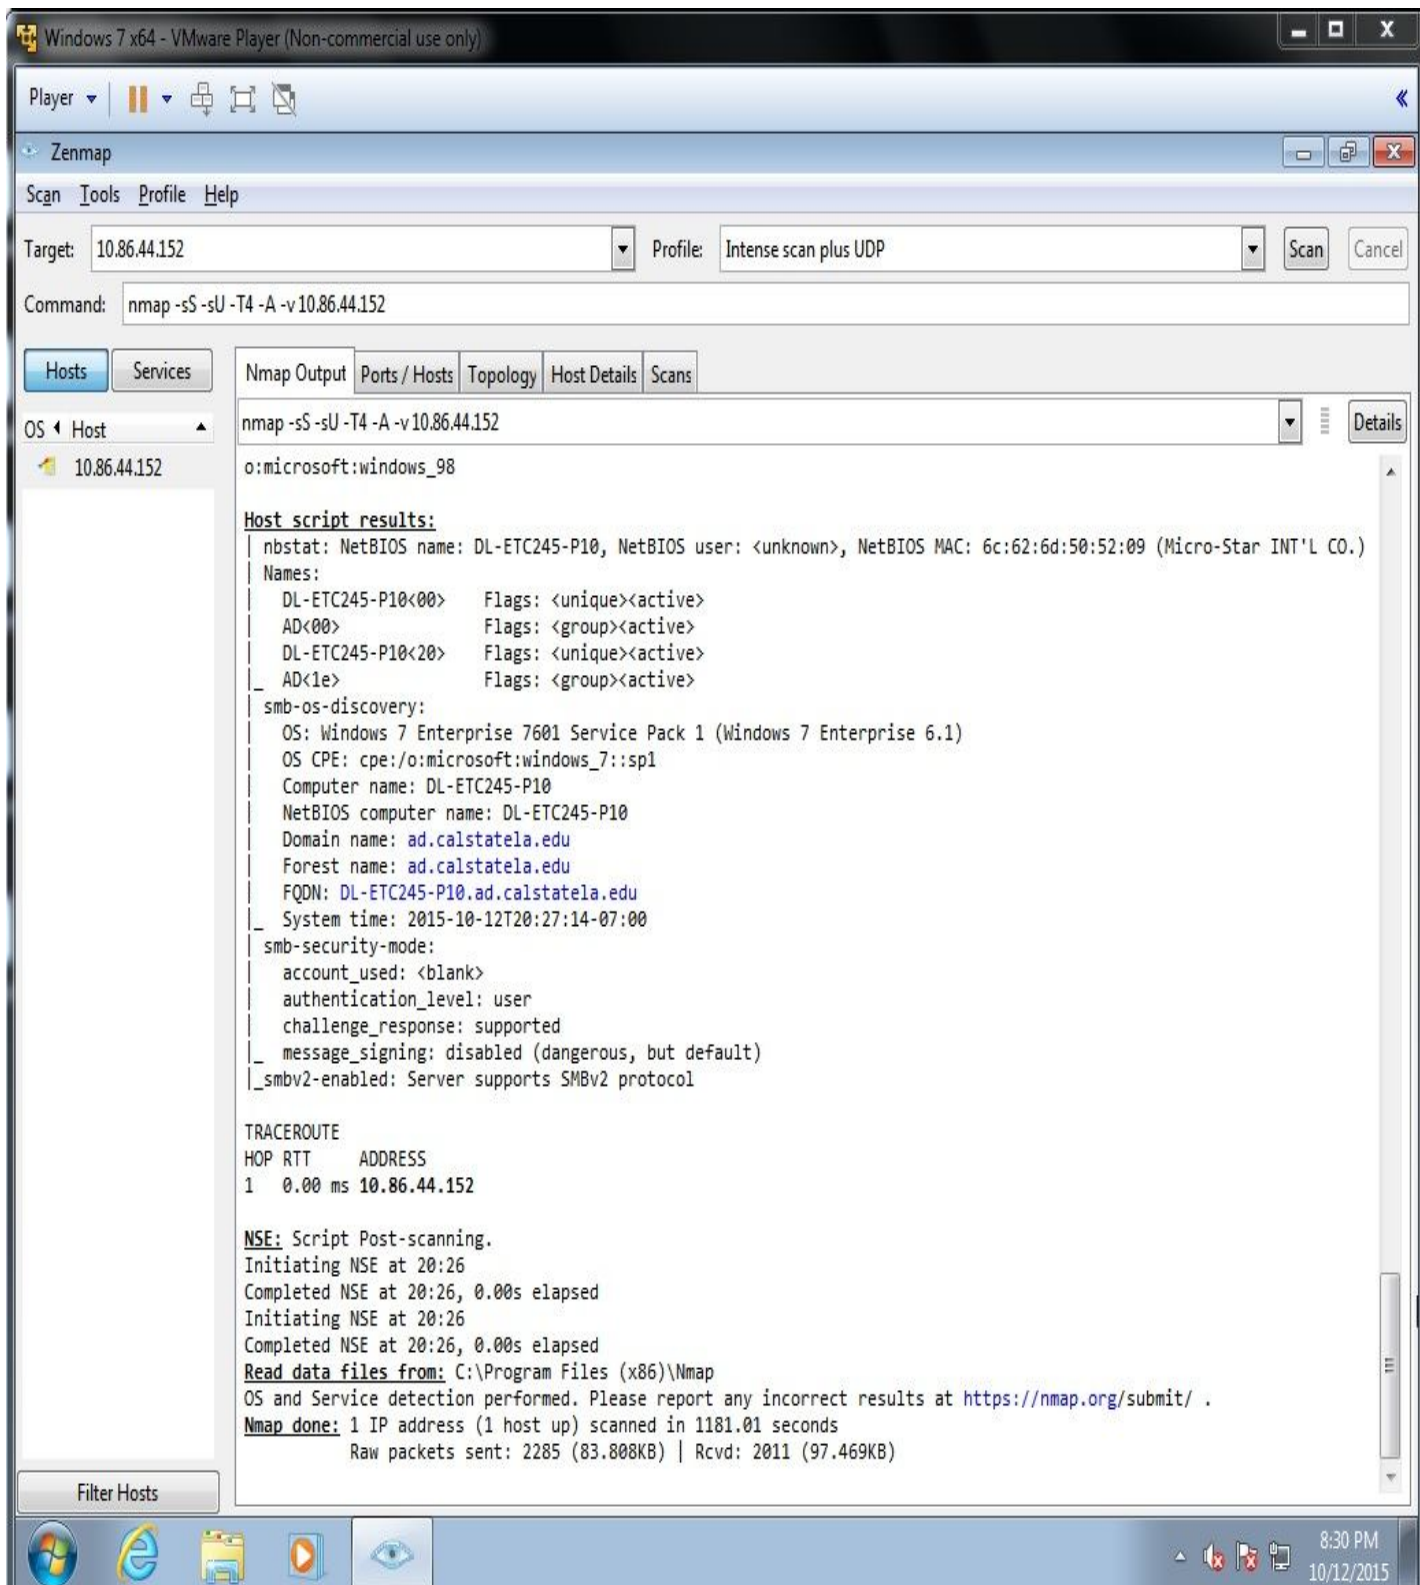 Windows 7 x64 - VMware Player (Non-commercial use only)
Player
Zenmap
Scan Tools Profile Help
Target: 10.86.44.152 Profile: Intense scan plus UDP Scan Cancel
Command: nmap -sS -sU -T4 -A -v 10.86.44.152
Hosts Services Nmap Output Ports / Hosts Topology Host Details Scans
OS Host nmap -sS -sU -T4 -A -v 10.86.44.152 Details
10.86.44.152
o:microsoft:windows_98
Host script results:
| nbstat: NetBIOS name: DL-ETC245-P10, NetBIOS user: <unknown>, NetBIOS MAC: 6c:62:6d:50:52:09 (Micro-Star INT'L CO.)
| Names:
|   DL-ETC245-P10<00>    Flags: <unique><active>
|   AD<00>               Flags: <group><active>
|   DL-ETC245-P10<20>    Flags: <unique><active>
|_  AD<1e>               Flags: <group><active>
| smb-os-discovery:
|   OS: Windows 7 Enterprise 7601 Service Pack 1 (Windows 7 Enterprise 6.1)
|   OS CPE: cpe:/o:microsoft:windows_7::sp1
|   Computer name: DL-ETC245-P10
|   NetBIOS computer name: DL-ETC245-P10
|   Domain name: ad.calstatela.edu
|   Forest name: ad.calstatela.edu
|   FQDN: DL-ETC245-P10.ad.calstatela.edu
|_  System time: 2015-10-12T20:27:14-07:00
| smb-security-mode:
|   account_used: <blank>
|   authentication_level: user
|   challenge_response: supported
|_  message_signing: disabled (dangerous, but default)
|_smbv2-enabled: Server supports SMBv2 protocol
TRACEROUTE
HOP RTT     ADDRESS
1   0.00 ms 10.86.44.152
NSE: Script Post-scanning.
Initiating NSE at 20:26
Completed NSE at 20:26, 0.00s elapsed
Initiating NSE at 20:26
Completed NSE at 20:26, 0.00s elapsed
Read data files from: C:\Program Files (x86)\Nmap
OS and Service detection performed. Please report any incorrect results at https://nmap.org/submit/ .
Nmap done: 1 IP address (1 host up) scanned in 1181.01 seconds
Raw packets sent: 2285 (83.808KB) | Rcvd: 2011 (97.469KB)
Filter Hosts
8:30 PM
10/12/2015